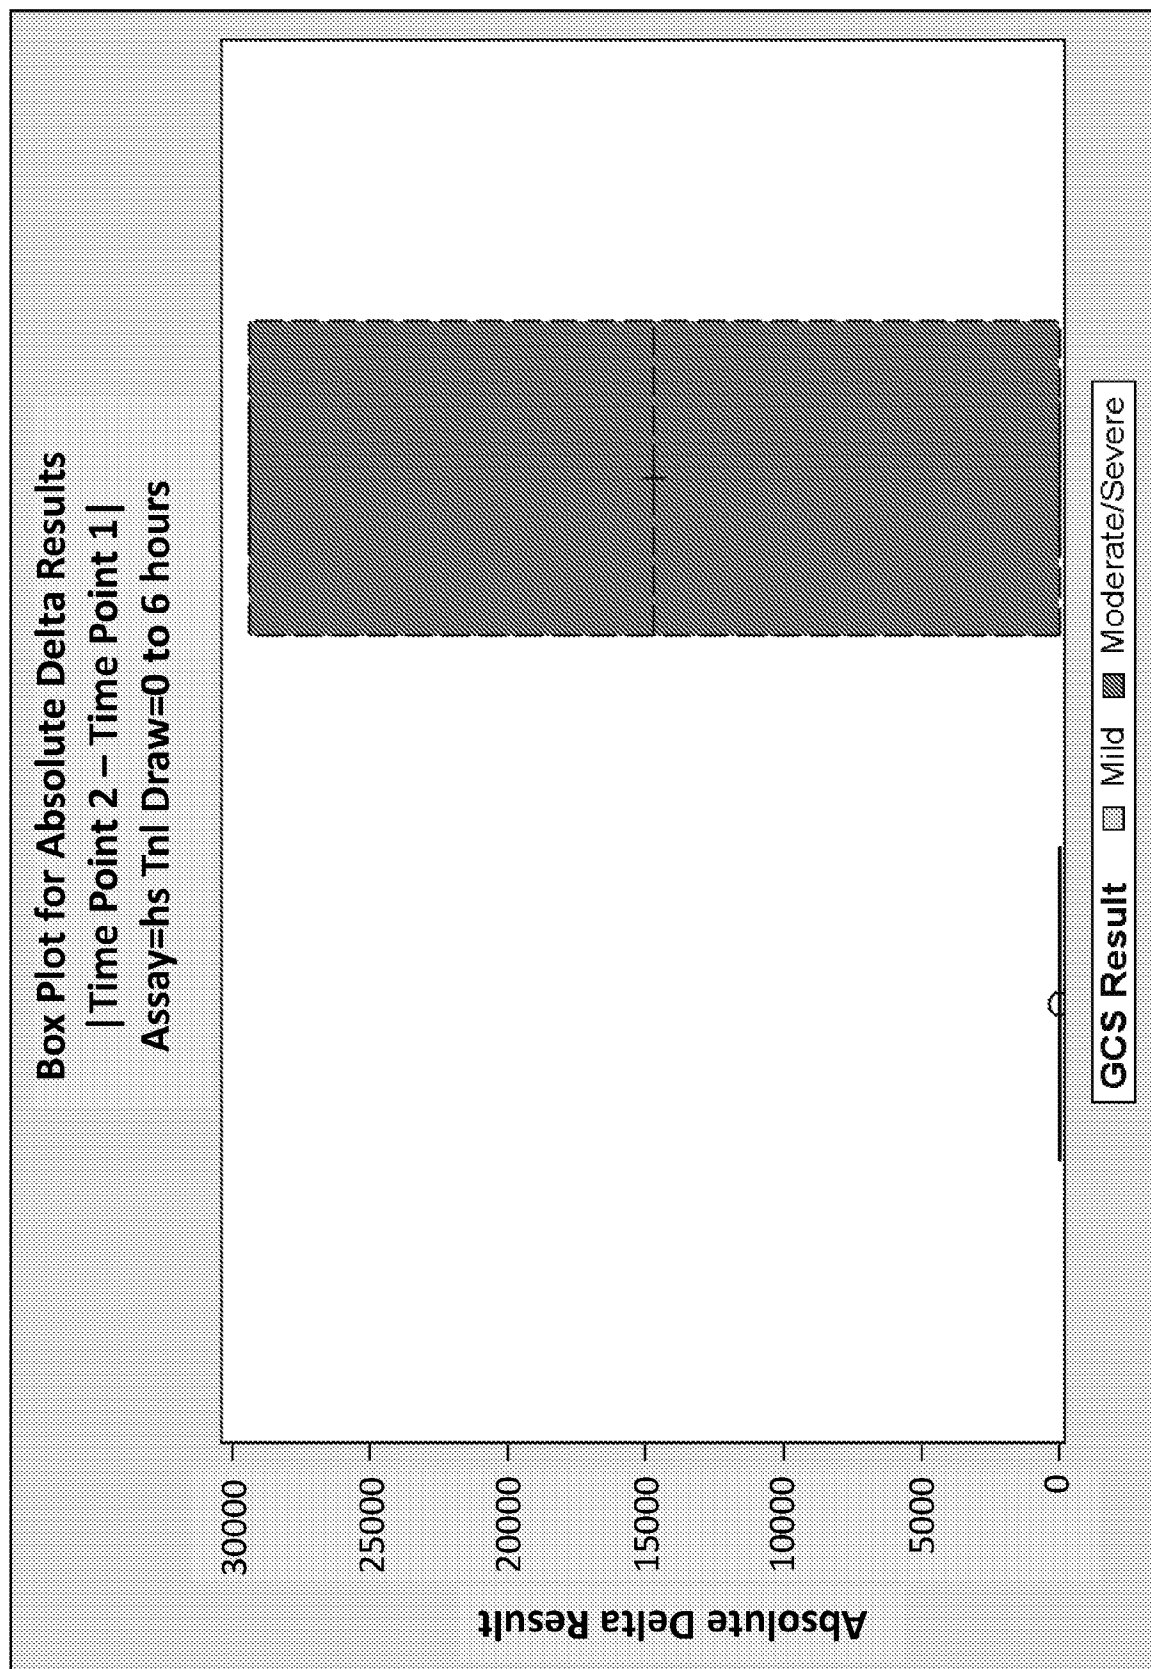 Box Plot for Absolute Delta Results
|Time Point 2 – Time Point 1|
Assay=hs TnI Draw=0 to 6 hours
Absolute Delta Result
30000
25000
20000
15000
10000
5000
0
GCS Result Mild Moderate/Severe